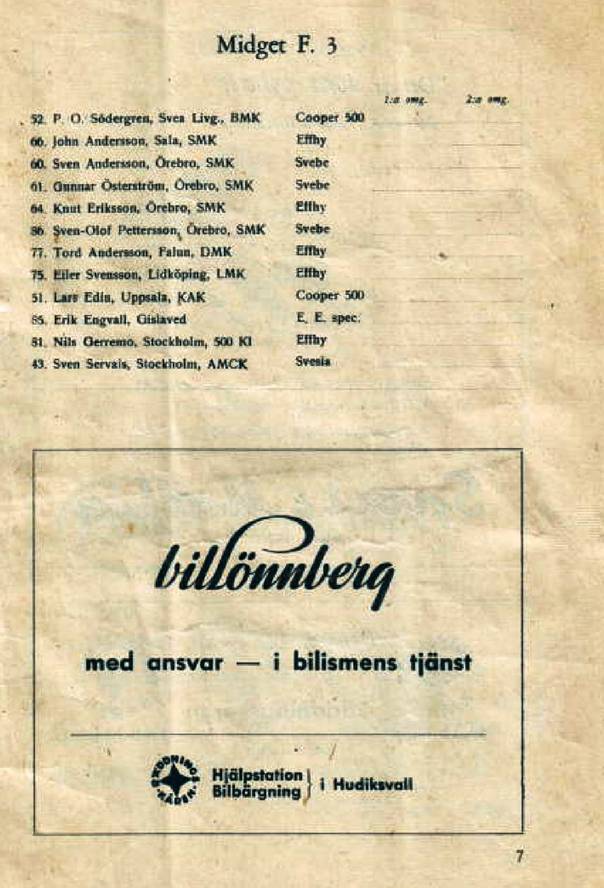 Midget F. 3
1:a omg. 2:a omg.
52. P. O. Södergren, Svea Livg., BMK Cooper 500
66. John Andersson, Sala, SMK Effhy
60. Sven Andersson, Örebro, SMK Svebe
61. Gunnar Österström, Örebro, SMK Svebe
64. Knut Eriksson, Örebro, SMK Effhy
86. Sven-Olof Pettersson, Örebro, SMK Svebe
77. Tord Andersson, Falun, DMK Effhy
75. Eiler Svensson, Lidköping, LMK Effhy
51. Lars Edin, Uppsala, KAK Cooper 500
85. Erik Engvall, Gislaved E. E. spec.
81. Nils Gerremo, Stockholm, 500 Kl Effhy
43. Sven Servais, Stockholm, AMCK Svesia
billönnberg
med ansvar — i bilismens tjänst
RÄDDNINGS KÅREN
Hjälpstation
Bilbärgning } i Hudiksvall
7